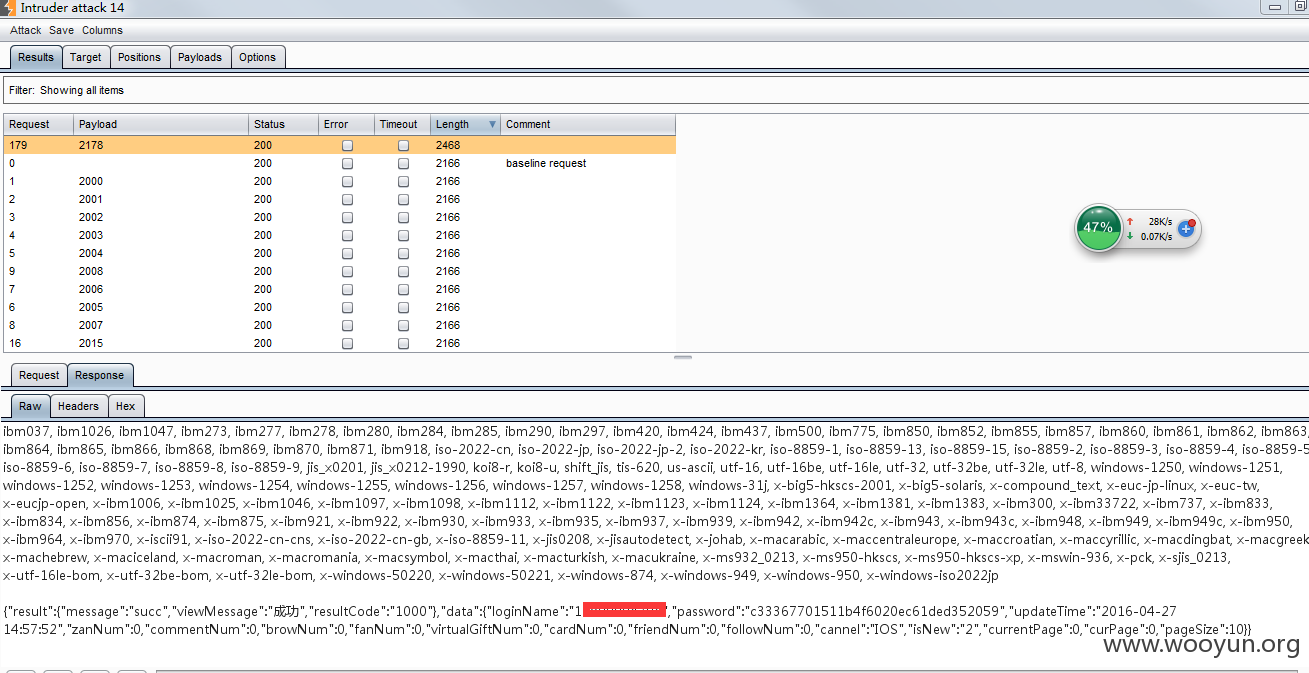 Intruder attack 14
Attack Save Columns
Results Target Positions Payloads Options
Filter: Showing all items
Request Payload Status Error Timeout Length Comment
179 2178 200 2468
0 200 2166 baseline request
1 2000 200 2166
2 2001 200 2166
3 2002 200 2166
4 2003 200 2166
5 2004 200 2166
9 2008 200 2166
7 2006 200 2166
6 2005 200 2166
8 2007 200 2166
16 2015 200 2166
47% 28K/s
0.07K/s
Request Response
Raw Headers Hex
ibm037, ibm1026, ibm1047, ibm273, ibm277, ibm278, ibm280, ibm284, ibm285, ibm290, ibm297, ibm420, ibm424, ibm437, ibm500, ibm775, ibm850, ibm852, ibm855, ibm857, ibm860, ibm861, ibm862, ibm863,
ibm864, ibm865, ibm866, ibm868, ibm869, ibm870, ibm871, ibm918, iso-2022-cn, iso-2022-jp, iso-2022-jp-2, iso-2022-kr, iso-8859-1, iso-8859-13, iso-8859-15, iso-8859-2, iso-8859-3, iso-8859-4, iso-8859-5
iso-8859-6, iso-8859-7, iso-8859-8, iso-8859-9, jis_x0201, jis_x0212-1990, koi8-r, koi8-u, shift_jis, tis-620, us-ascii, utf-16, utf-16be, utf-16le, utf-32, utf-32be, utf-32le, utf-8, windows-1250, windows-1251,
windows-1252, windows-1253, windows-1254, windows-1255, windows-1256, windows-1257, windows-1258, windows-31j, x-big5-hkscs-2001, x-big5-solaris, x-compound_text, x-euc-jp-linux, x-euc-tw,
x-eucjp-open, x-ibm1006, x-ibm1025, x-ibm1046, x-ibm1097, x-ibm1098, x-ibm1112, x-ibm1122, x-ibm1123, x-ibm1124, x-ibm1364, x-ibm1381, x-ibm1383, x-ibm300, x-ibm33722, x-ibm737, x-ibm833,
x-ibm834, x-ibm856, x-ibm874, x-ibm875, x-ibm921, x-ibm922, x-ibm930, x-ibm933, x-ibm935, x-ibm937, x-ibm939, x-ibm942, x-ibm942c, x-ibm943, x-ibm943c, x-ibm948, x-ibm949, x-ibm949c, x-ibm950,
x-ibm964, x-ibm970, x-iscii91, x-iso-2022-cn-cns, x-iso-2022-cn-gb, x-iso-8859-11, x-jis0208, x-jisautodetect, x-johab, x-macarabic, x-maccentraleurope, x-maccroatian, x-maccyrillic, x-macdingbat, x-macgreek
x-machebrew, x-maciceland, x-macroman, x-macromania, x-macsymbol, x-macthai, x-macturkish, x-macukraine, x-ms932_0213, x-ms950-hkscs, x-ms950-hkscs-xp, x-mswin-936, x-pck, x-sjis_0213,
x-utf-16le-bom, x-utf-32be-bom, x-utf-32le-bom, x-windows-50220, x-windows-50221, x-windows-874, x-windows-949, x-windows-950, x-windows-iso2022jp
{"result":{"message":"succ","viewMessage":"成功","resultCode":"1000"},"data":{"loginName":"1 ","password":"c33367701511b4f6020ec61ded352059","updateTime":"2016-04-27
14:57:52","zanNum":0,"commentNum":0,"browNum":0,"fanNum":0,"virtualGiftNum":0,"cardNum":0,"friendNum":0,"followNum":0,"cannel":"IOS","isNew":"2","currentPage":0,"curPage":0,"pageSize":10}}
www.wooyun.org